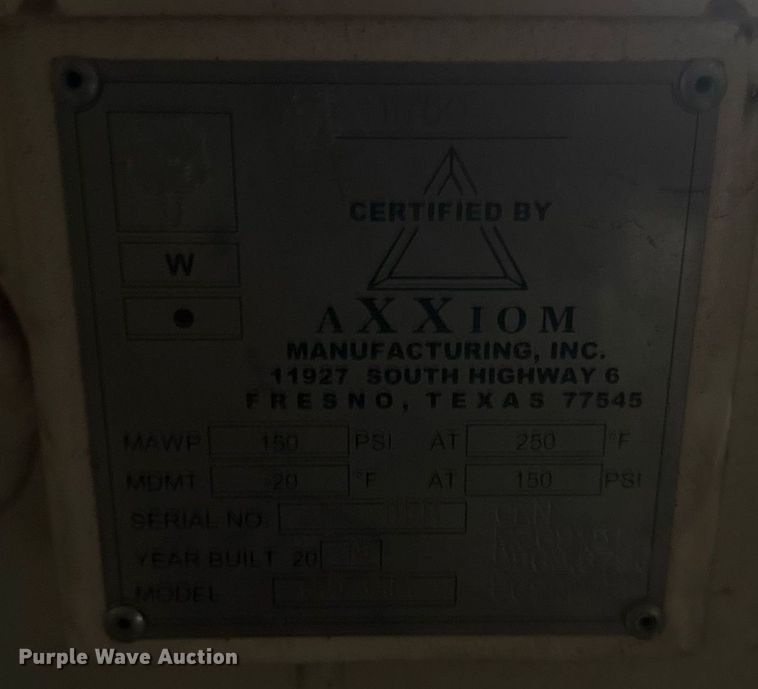 CERTIFIED BY
W
AXXIOM
MANUFACTURING, INC.
11927 SOUTH HIGHWAY 6
FRESNO, TEXAS 77545
MAWP 150 PSI AT 250 °F
MDMT -20 °F AT 150 PSI
SERIAL NO.
YEAR BUILT 20
MODEL
Purple Wave Auction